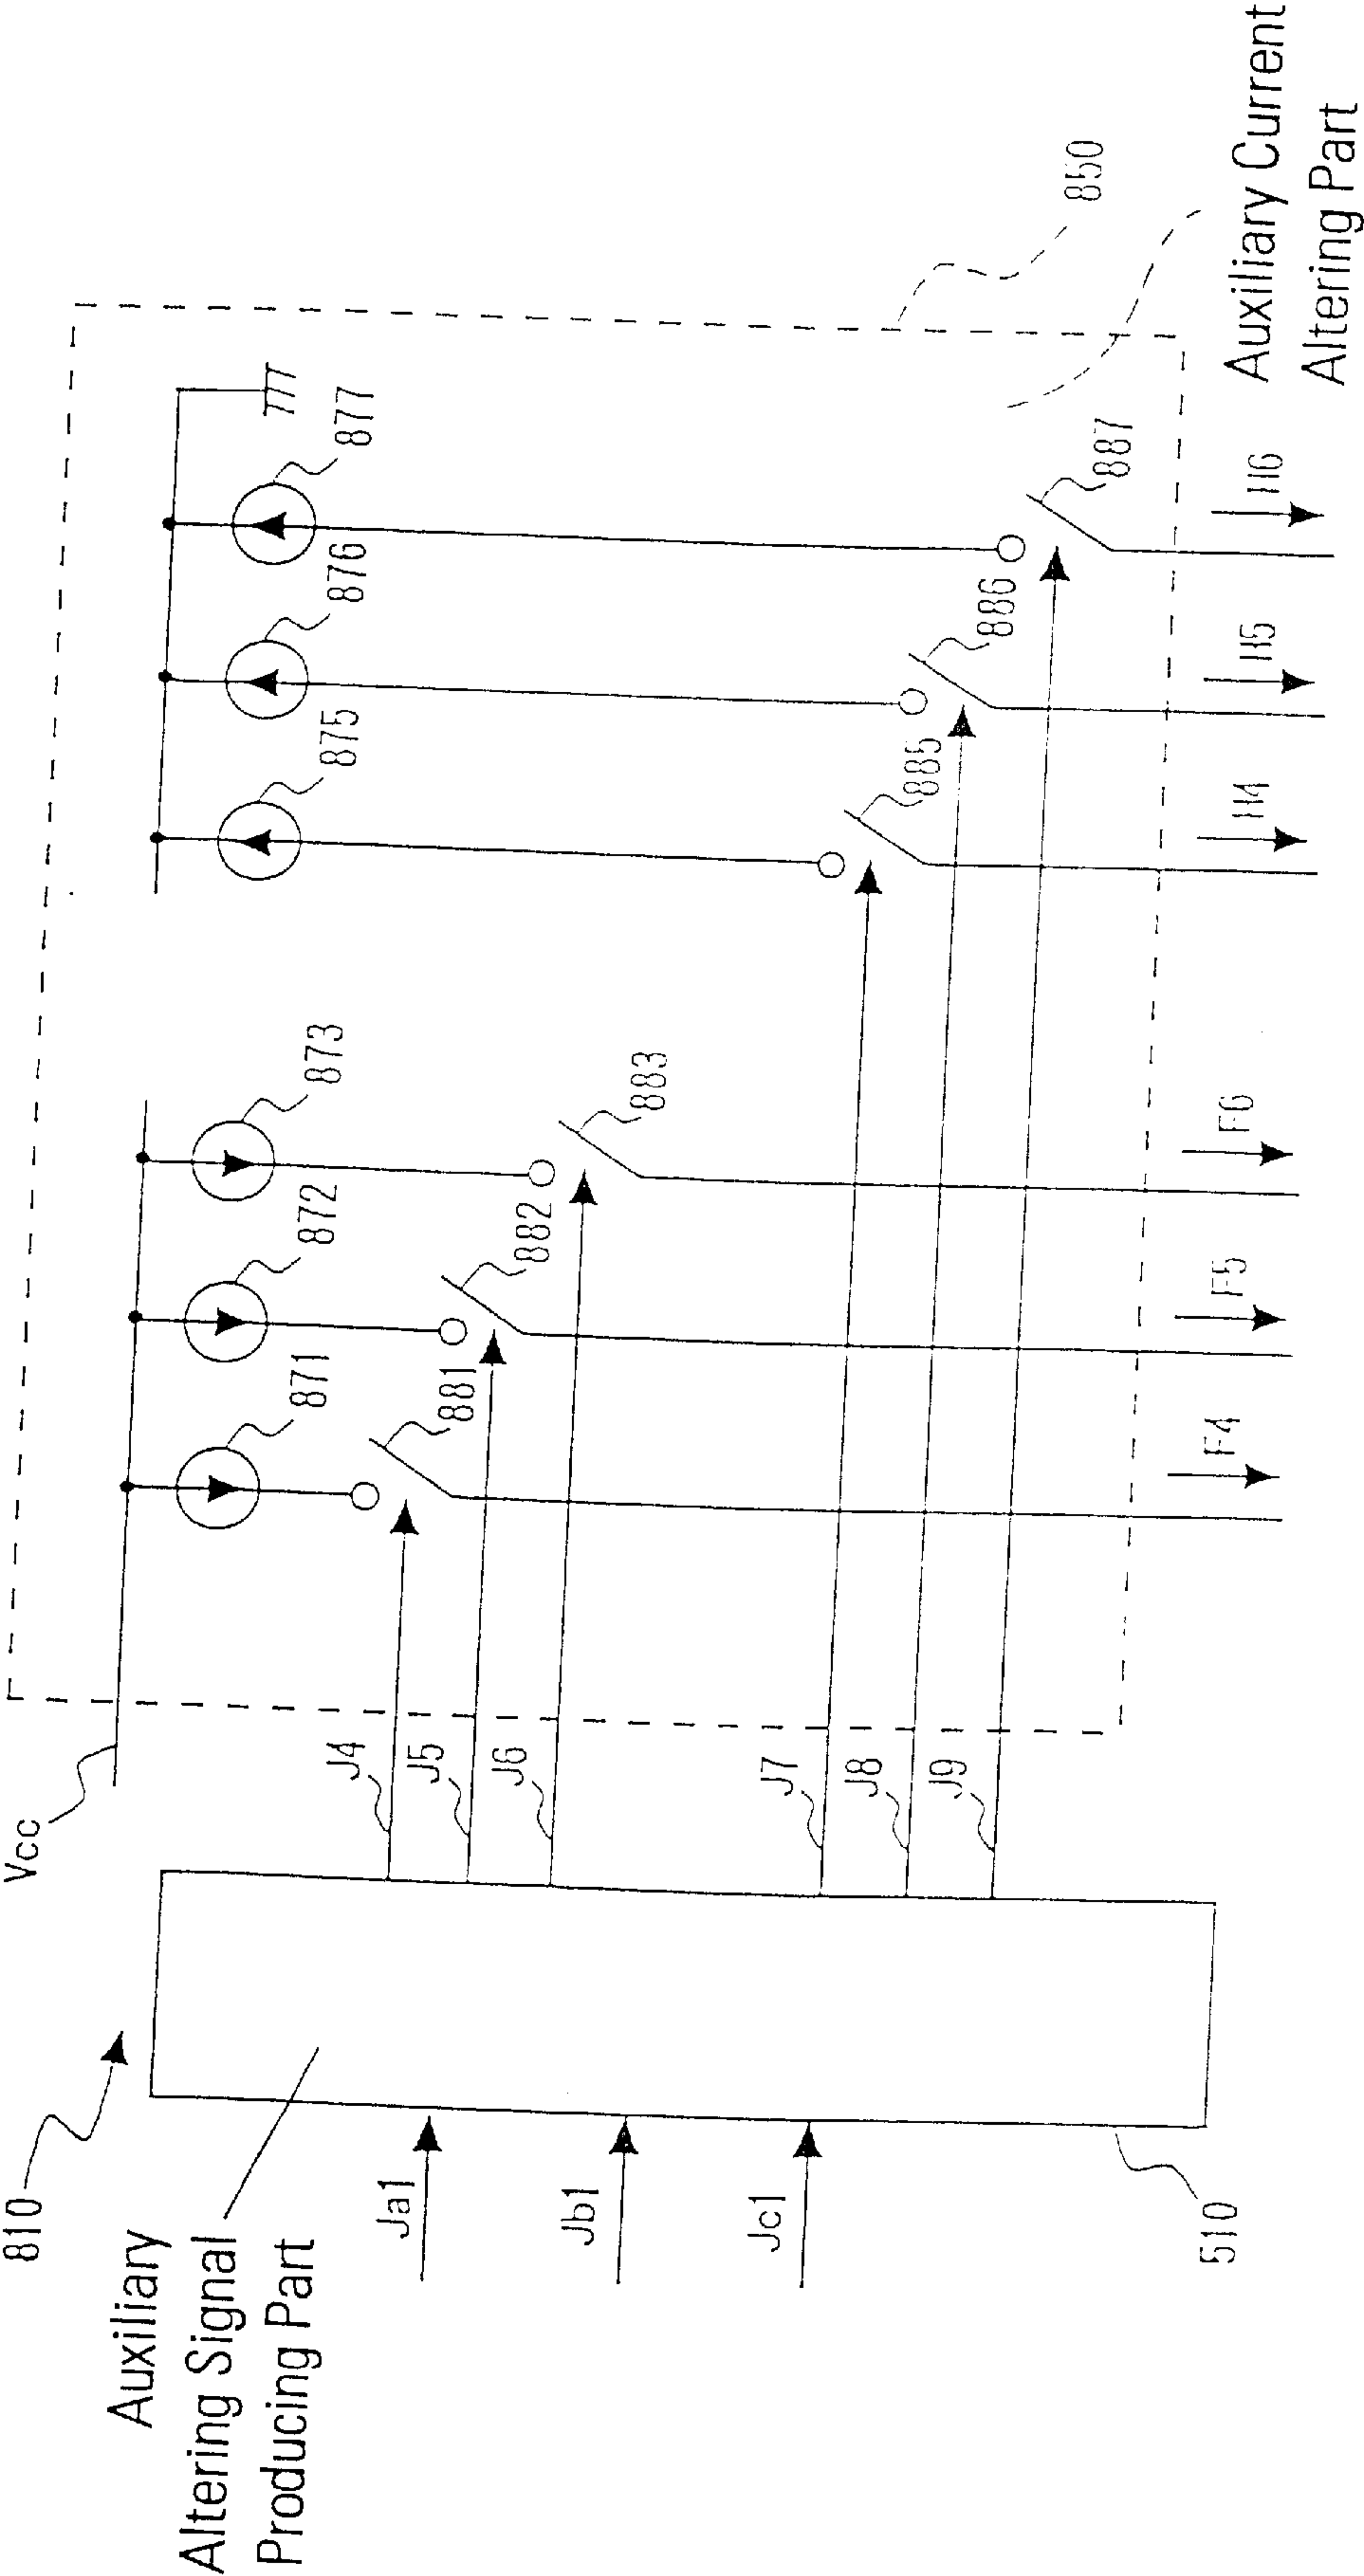 810
Auxiliary
Altering Signal
Producing Part
Vcc
Ja1
Jb1
Jc1
510
J4
J5
J6
J7
J8
J9
871
872
873
875
876
877
881
882
883
885
886
887
850
F4
F5
F6
H4
H5
H6
Auxiliary Current
Altering Part